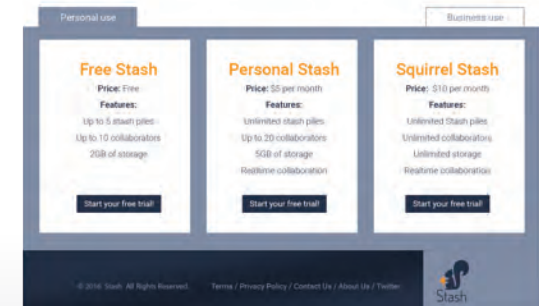 Personal use
Business use
Free Stash
Price: Free
Features:
Up to 5 stash piles
Up to 10 collaborators
2GB of storage
Start your free trial!
Personal Stash
Price: $5 per month
Features:
Unlimited stash piles
Up to 20 collaborators
5GB of storage
Realtime collaboration
Start your free trial!
Squirrel Stash
Price: $10 per month
Features:
Unlimited Stash piles
Unlimited collaborators
Unlimited storage
Realtime collaboration
Start your free trial!
© 2016 Stash. All Rights Reserved.
Terms / Privacy Policy / Contact Us / About Us / Twitter
Stash